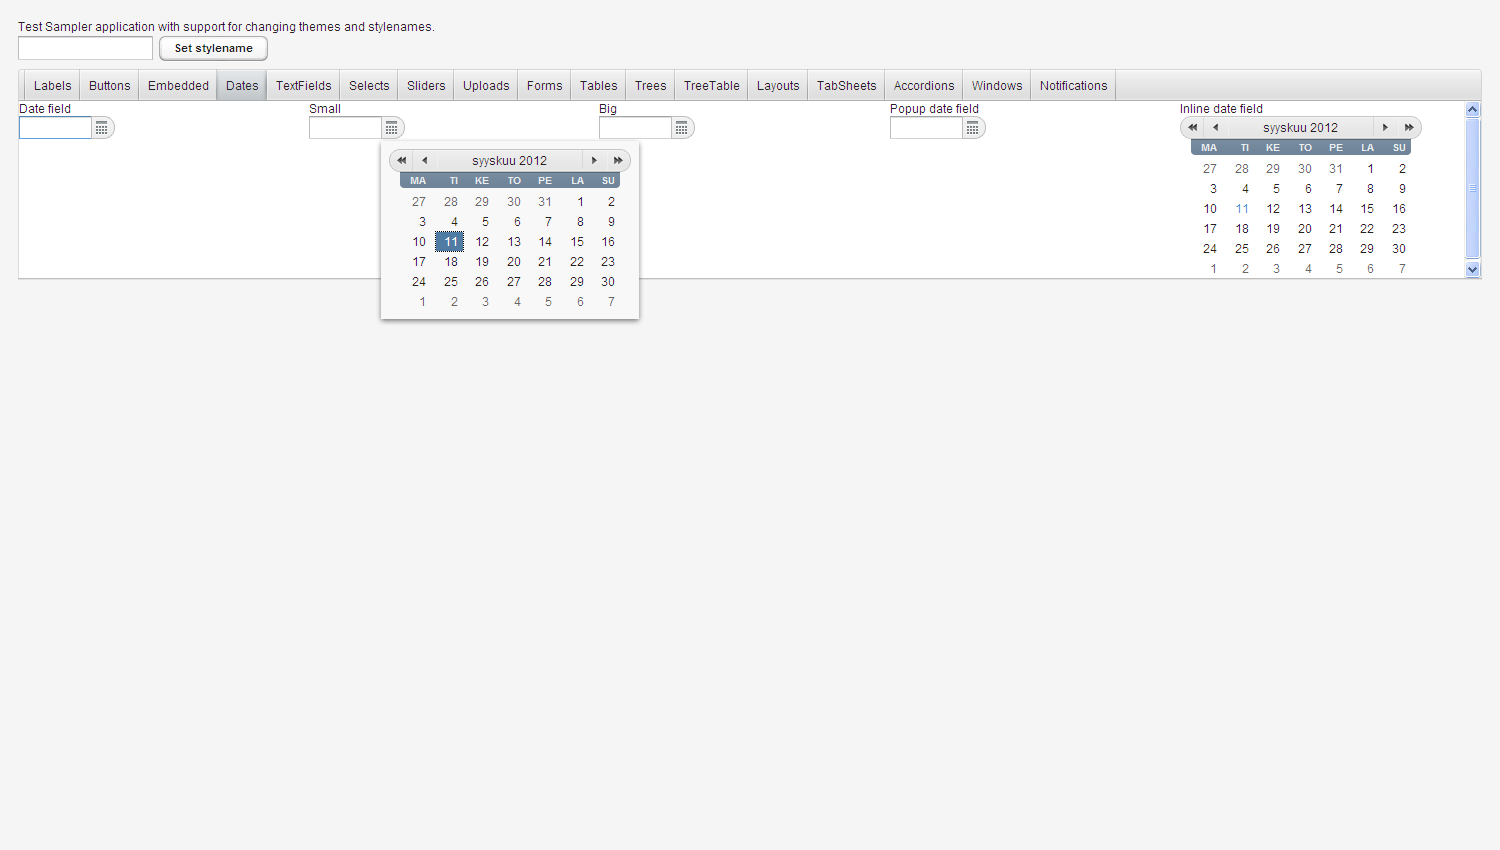 Test Sampler application with support for changing themes and stylenames.
Set stylename
Labels Buttons Embedded Dates TextFields Selects Sliders Uploads Forms Tables Trees TreeTable Layouts TabSheets Accordions Windows Notifications
Date field Small Big Popup date field Inline date field
syyskuu 2012
MA TI KE TO PE LA SU
27 28 29 30 31 1 2
3 4 5 6 7 8 9
10 11 12 13 14 15 16
17 18 19 20 21 22 23
24 25 26 27 28 29 30
1 2 3 4 5 6 7
syyskuu 2012
MA TI KE TO PE LA SU
27 28 29 30 31 1 2
3 4 5 6 7 8 9
10 11 12 13 14 15 16
17 18 19 20 21 22 23
24 25 26 27 28 29 30
1 2 3 4 5 6 7